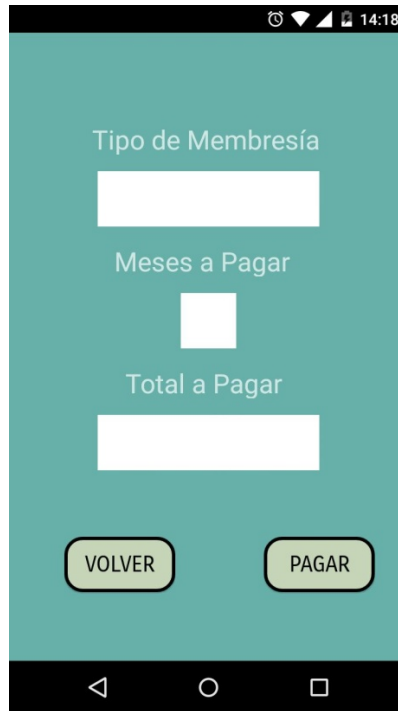 14:18
Tipo de Membresía
Meses a Pagar
Total a Pagar
VOLVER PAGAR